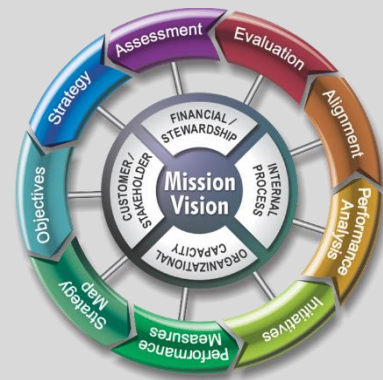 Assessment
Evaluation
Alignment
Performance
Analysis
Initiatives
Performance
Measures
Strategy
Map
Objectives
Strategy
FINANCIAL /
STEWARDSHIP
INTERNAL
PROCESS
ORGANIZATIONAL
CAPACITY
CUSTOMER /
STAKEHOLDER
Mission
Vision